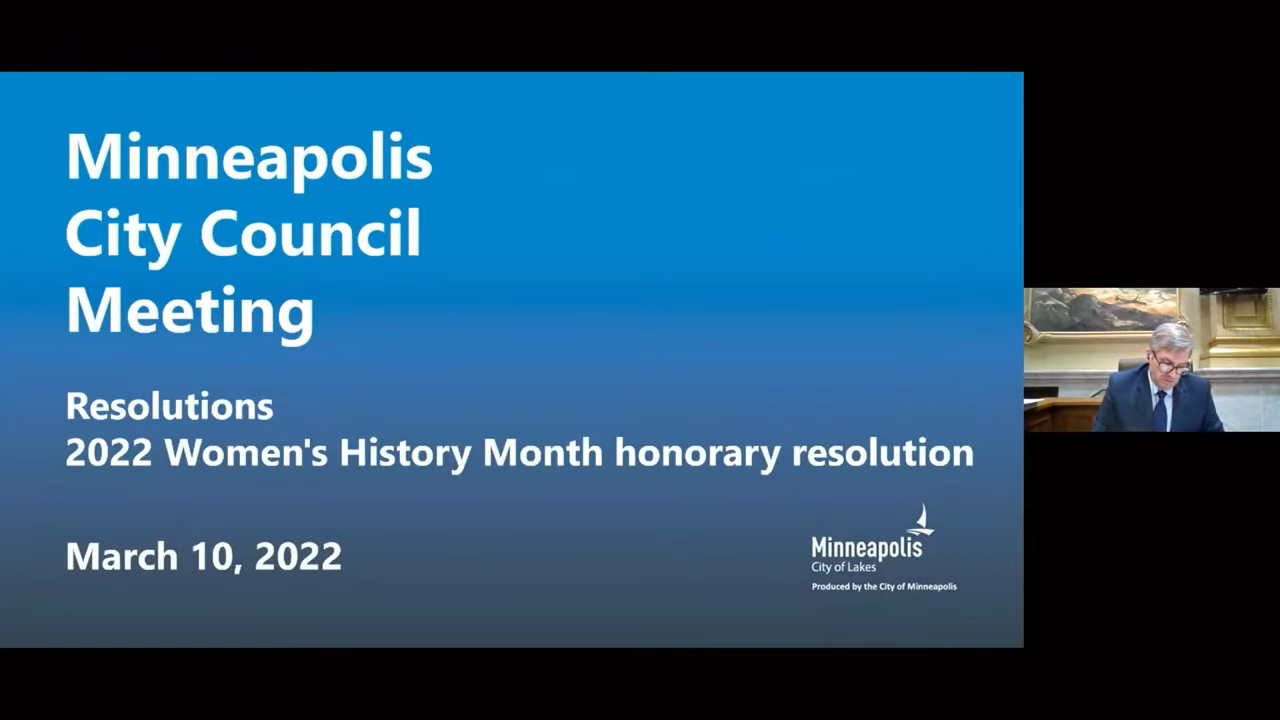 Minneapolis
City Council
Meeting
Resolutions
2022 Women's History Month honorary resolution
March 10, 2022
Minneapolis
City of Lakes
Produced by the City of Minneapolis